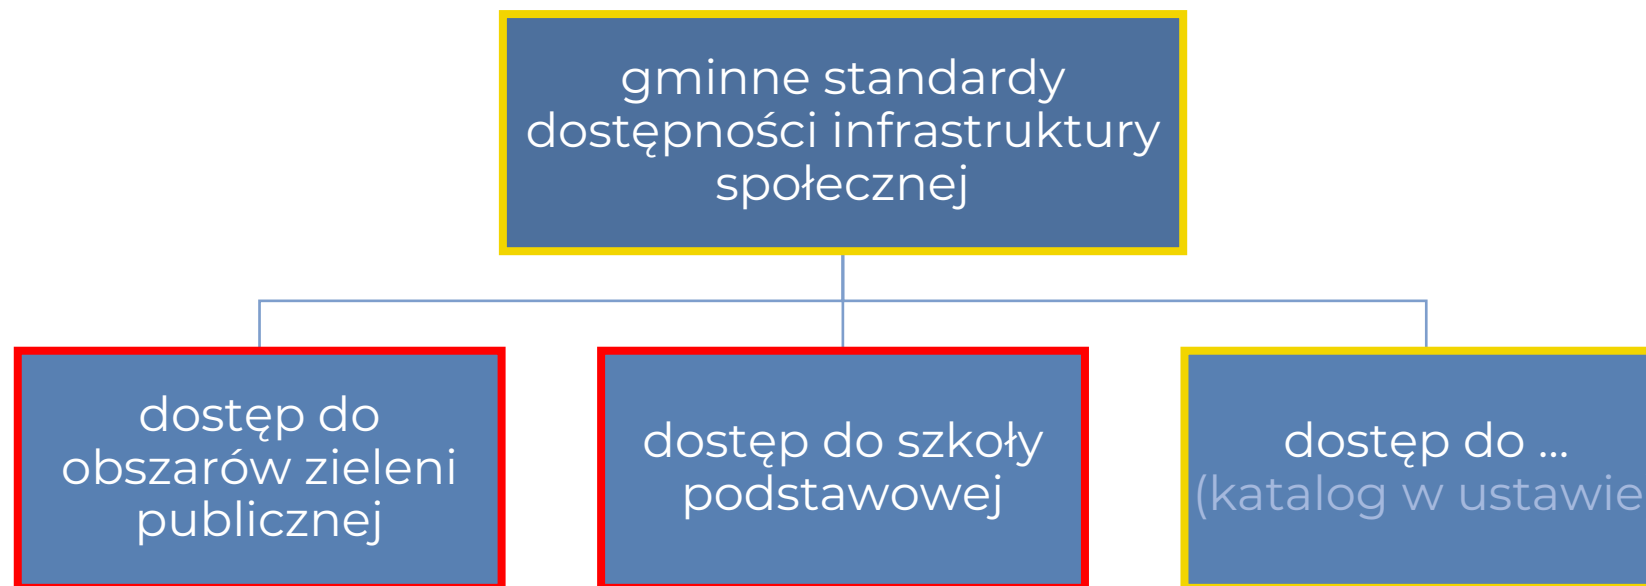 gminne standardy
dostępności infrastruktury
społecznej
dostęp do
obszarów zieleni
publicznej
dostęp do szkoły
podstawowej
dostęp do ...
(katalog w ustawie